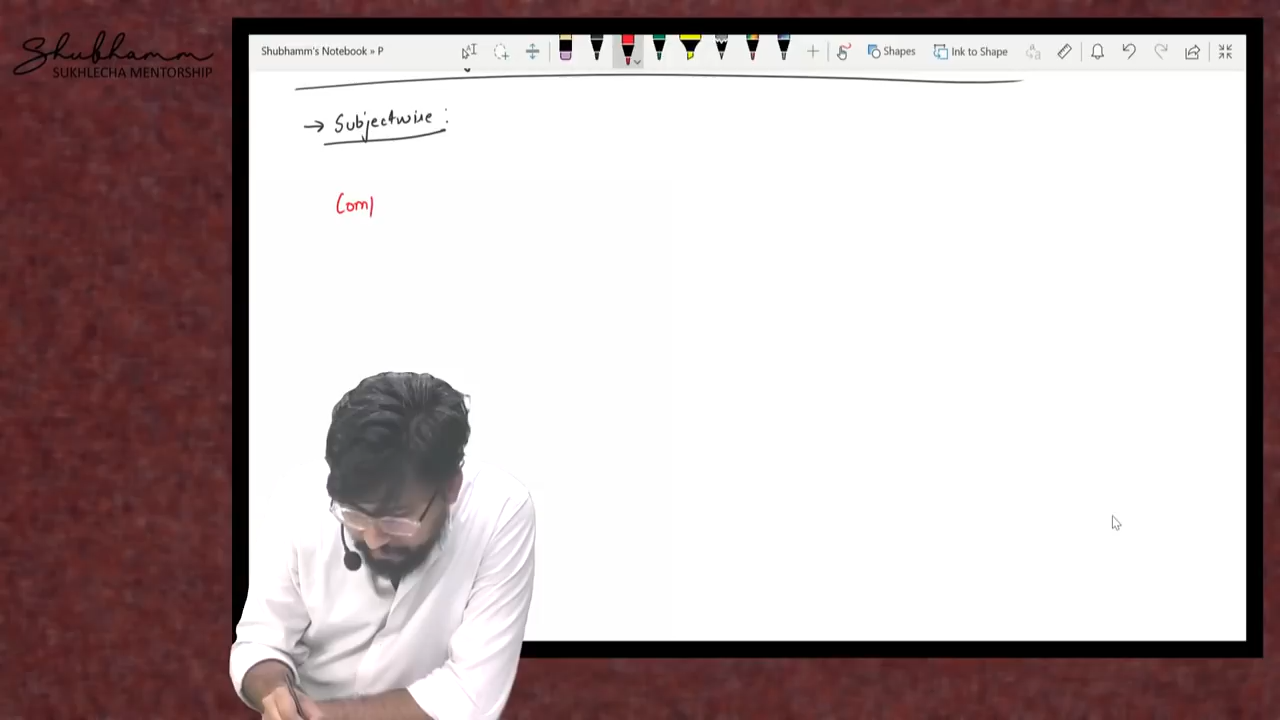 Shubhamm
SUKHLECHA MENTORSHIP
Shubhamm's Notebook » P
Shapes
Ink to Shape
→ Subjectwise :
Com